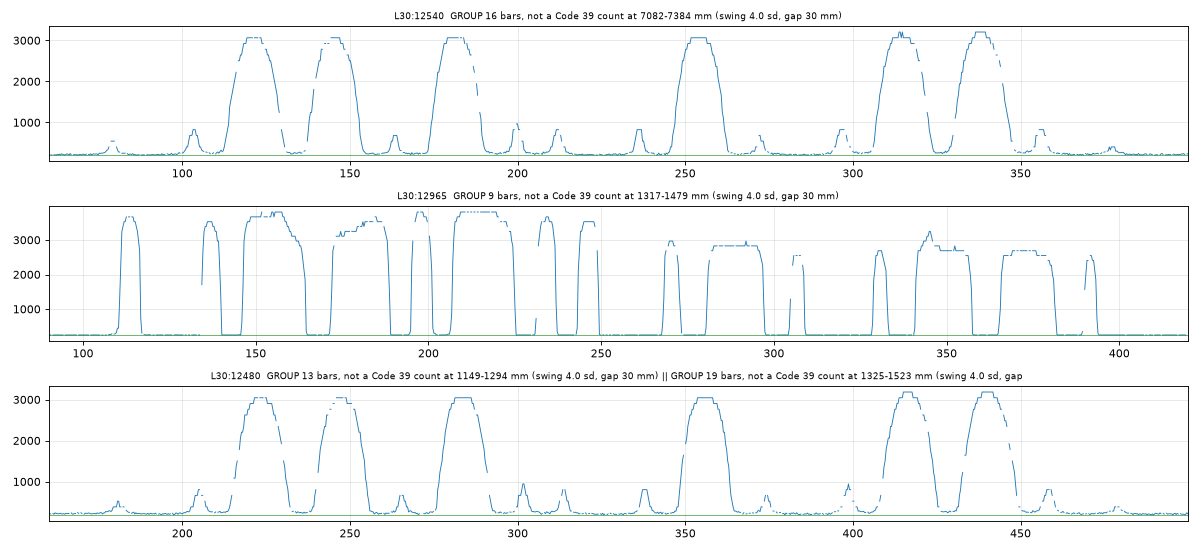 L30:12540 GROUP 16 bars, not a Code 39 count at 7082-7384 mm (swing 4.0 sd, gap 30 mm)
3000
2000
1000
100 150 200 250 300 350
L30:12965 GROUP 9 bars, not a Code 39 count at 1317-1479 mm (swing 4.0 sd, gap 30 mm)
3000
2000
1000
100 150 200 250 300 350 400
L30:12480 GROUP 13 bars, not a Code 39 count at 1149-1294 mm (swing 4.0 sd, gap 30 mm) || GROUP 19 bars, not a Code 39 count at 1325-1523 mm (swing 4.0 sd, gap
3000
2000
1000
200 250 300 350 400 450